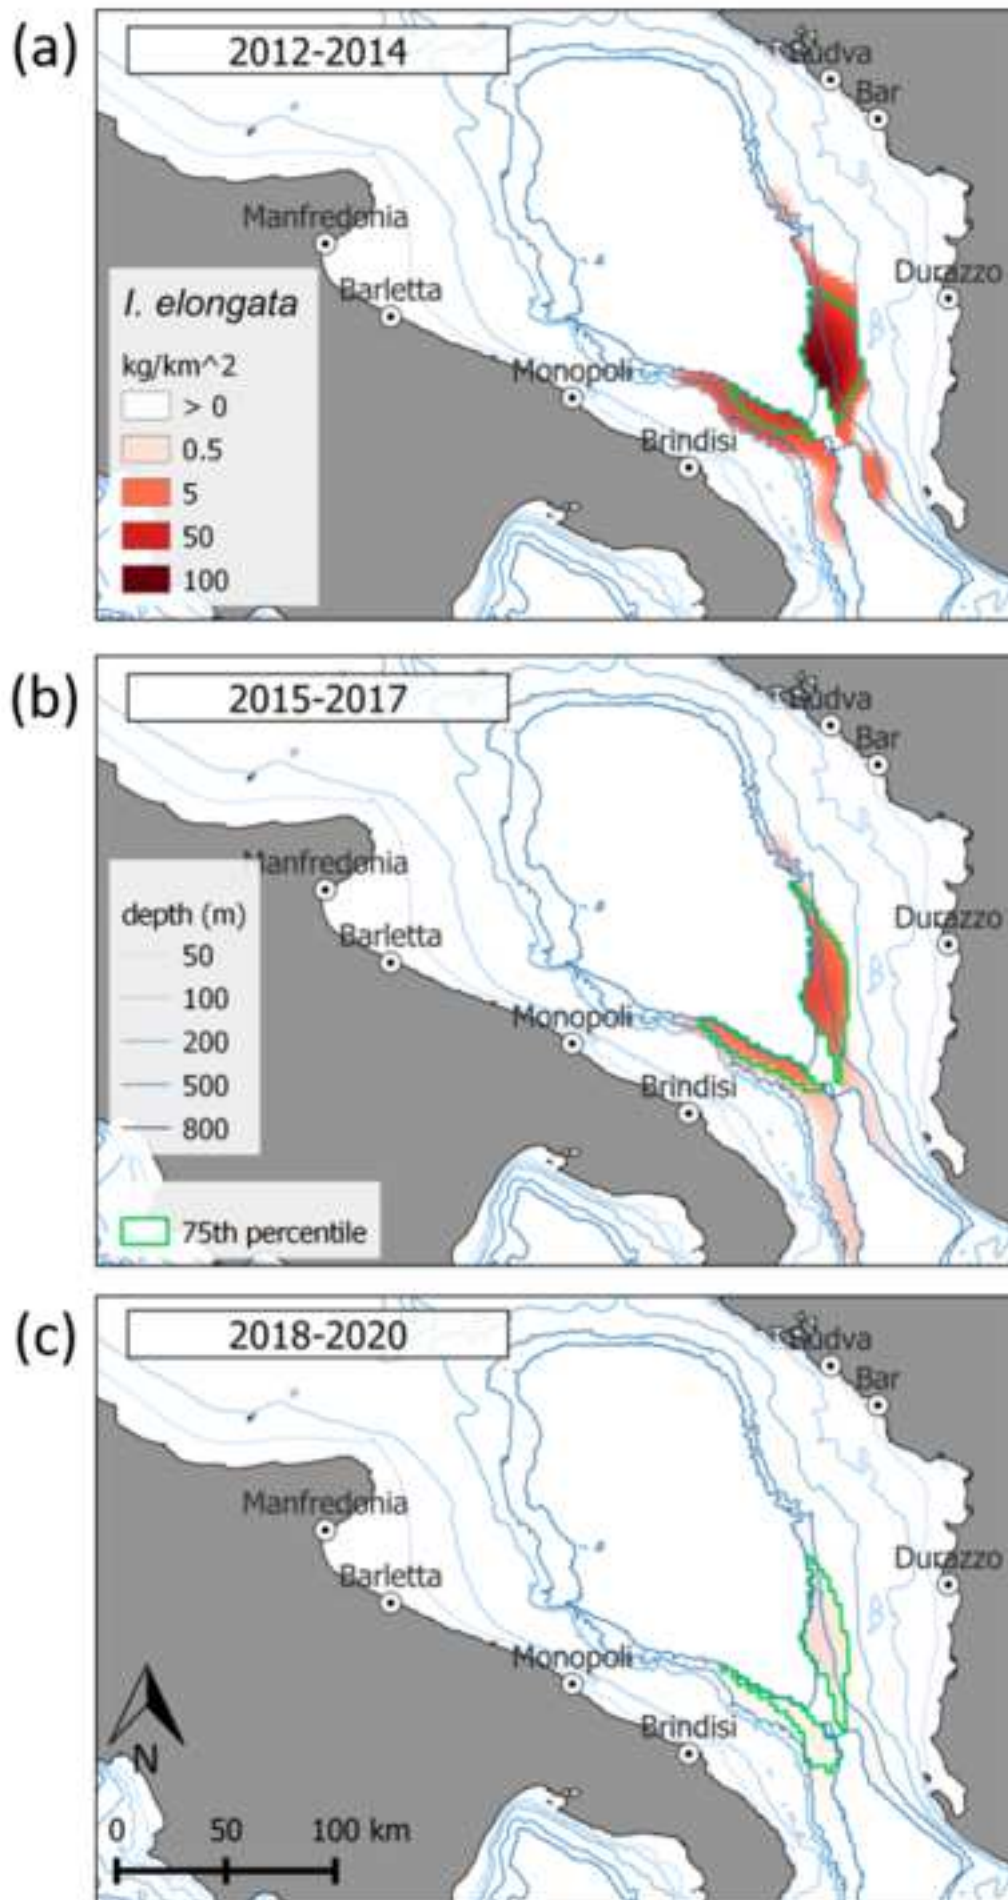 (a)
2012-2014
Budva
Bar
Manfredonia
Durazzo
Barletta
I. elongata
kg/km^2
> 0
0.5
5
50
100
Monopoli
Brindisi
(b)
2015-2017
Budva
Bar
Manfredonia
Durazzo
Barletta
depth (m)
50
100
200
500
800
Monopoli
Brindisi
75th percentile
(c)
2018-2020
Budva
Bar
Manfredonia
Durazzo
Barletta
Monopoli
Brindisi
N
0 50 100 km